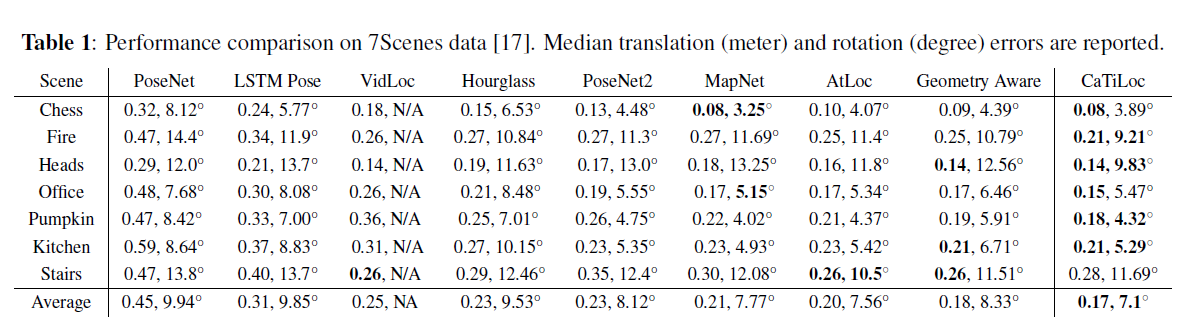 Table 1: Performance comparison on 7Scenes data [17]. Median translation (meter) and rotation (degree) errors are reported.
Scene PoseNet LSTM Pose VidLoc Hourglass PoseNet2 MapNet AtLoc Geometry Aware CaTiLoc
Chess 0.32, 8.12° 0.24, 5.77° 0.18, N/A 0.15, 6.53° 0.13, 4.48° 0.08, 3.25° 0.10, 4.07° 0.09, 4.39° 0.08, 3.89°
Fire 0.47, 14.4° 0.34, 11.9° 0.26, N/A 0.27, 10.84° 0.27, 11.3° 0.27, 11.69° 0.25, 11.4° 0.25, 10.79° 0.21, 9.21°
Heads 0.29, 12.0° 0.21, 13.7° 0.14, N/A 0.19, 11.63° 0.17, 13.0° 0.18, 13.25° 0.16, 11.8° 0.14, 12.56° 0.14, 9.83°
Office 0.48, 7.68° 0.30, 8.08° 0.26, N/A 0.21, 8.48° 0.19, 5.55° 0.17, 5.15° 0.17, 5.34° 0.17, 6.46° 0.15, 5.47°
Pumpkin 0.47, 8.42° 0.33, 7.00° 0.36, N/A 0.25, 7.01° 0.26, 4.75° 0.22, 4.02° 0.21, 4.37° 0.19, 5.91° 0.18, 4.32°
Kitchen 0.59, 8.64° 0.37, 8.83° 0.31, N/A 0.27, 10.15° 0.23, 5.35° 0.23, 4.93° 0.23, 5.42° 0.21, 6.71° 0.21, 5.29°
Stairs 0.47, 13.8° 0.40, 13.7° 0.26, N/A 0.29, 12.46° 0.35, 12.4° 0.30, 12.08° 0.26, 10.5° 0.26, 11.51° 0.28, 11.69°
Average 0.45, 9.94° 0.31, 9.85° 0.25, NA 0.23, 9.53° 0.23, 8.12° 0.21, 7.77° 0.20, 7.56° 0.18, 8.33° 0.17, 7.1°